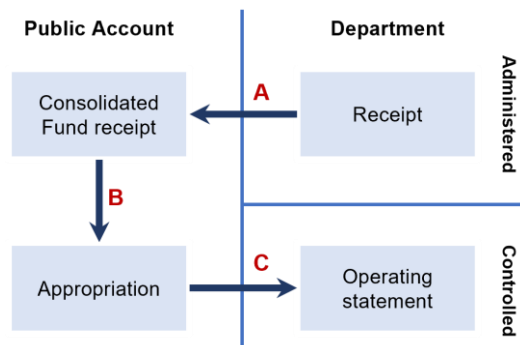 Public Account
Department
Consolidated
Fund receipt
A
Receipt
Administered
B
Appropriation
C
Operating
statement
Controlled